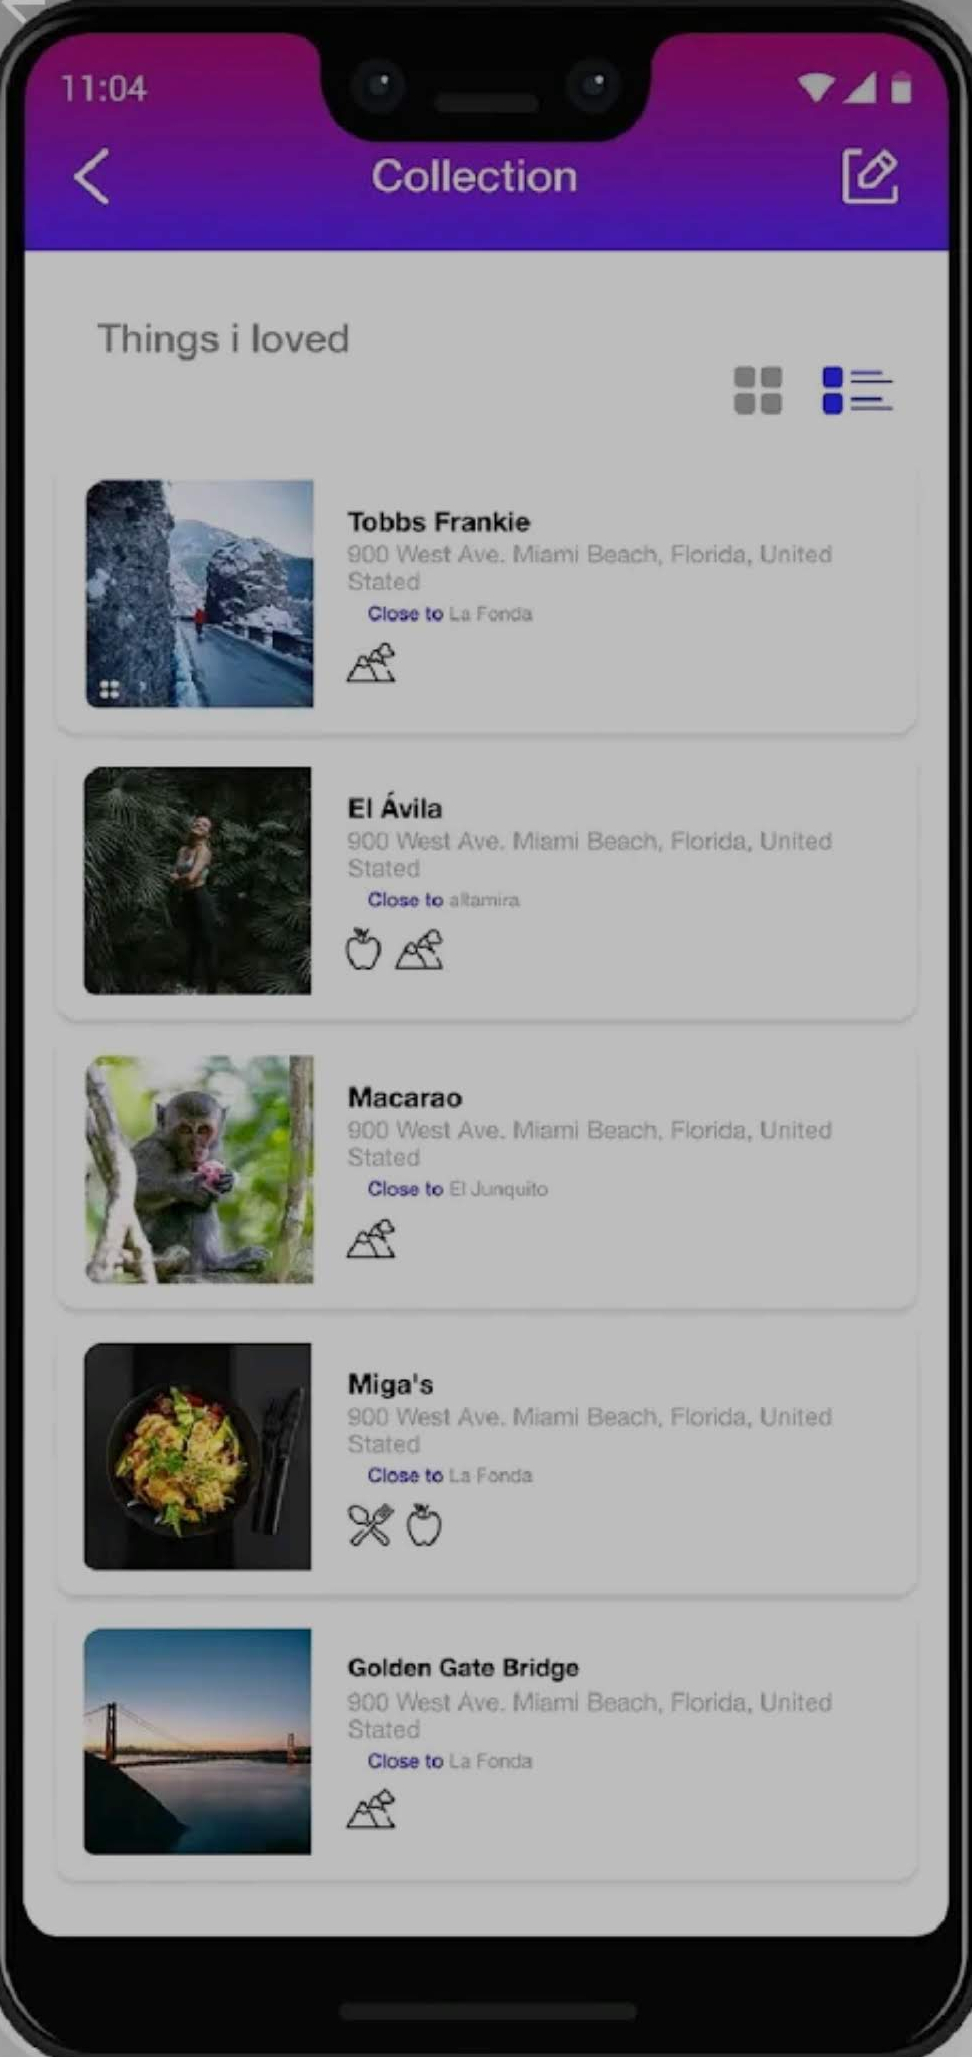 11:04
Collection
Things i loved
Tobbs Frankie
900 West Ave. Miami Beach, Florida, United
Stated
Close to La Fonda
El Ávila
900 West Ave. Miami Beach, Florida, United
Stated
Close to altamira
Macarao
900 West Ave. Miami Beach, Florida, United
Stated
Close to El Junquito
Miga's
900 West Ave. Miami Beach, Florida, United
Stated
Close to La Fonda
Golden Gate Bridge
900 West Ave. Miami Beach, Florida, United
Stated
Close to La Fonda